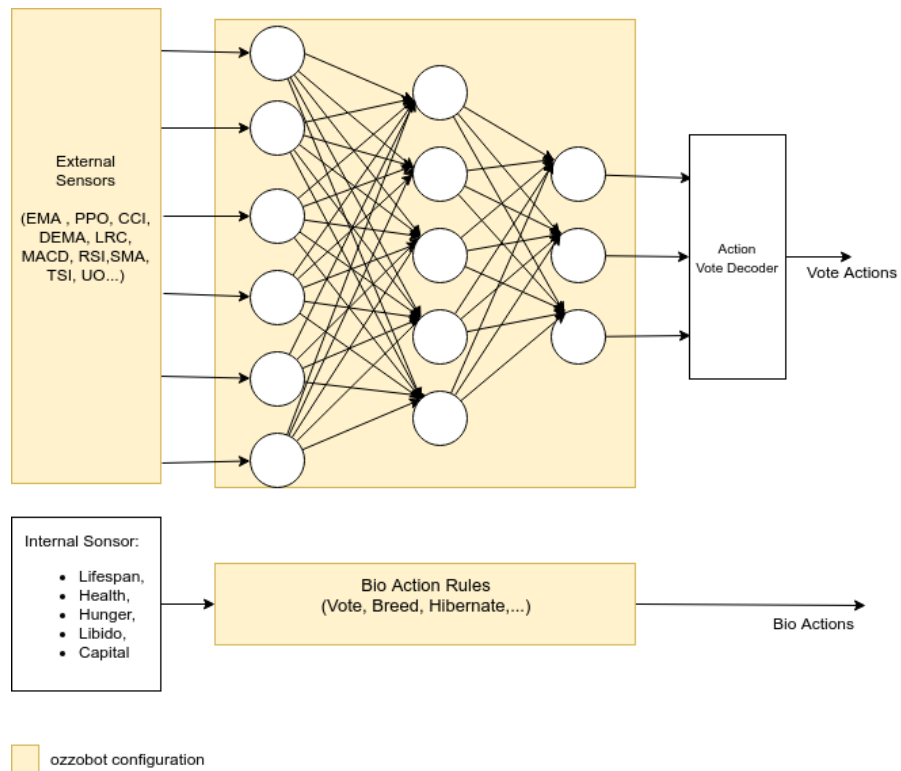 External
Sensors
(EMA , PPO, CCI,
DEMA, LRC,
MACD, RSI,SMA,
TSI, UO...)
Action
Vote Decoder
Vote Actions
Internal Sonsor:
• Lifespan,
• Health,
• Hunger,
• Libido,
• Capital
Bio Action Rules
(Vote, Breed, Hibernate,...)
Bio Actions
ozzobot configuration